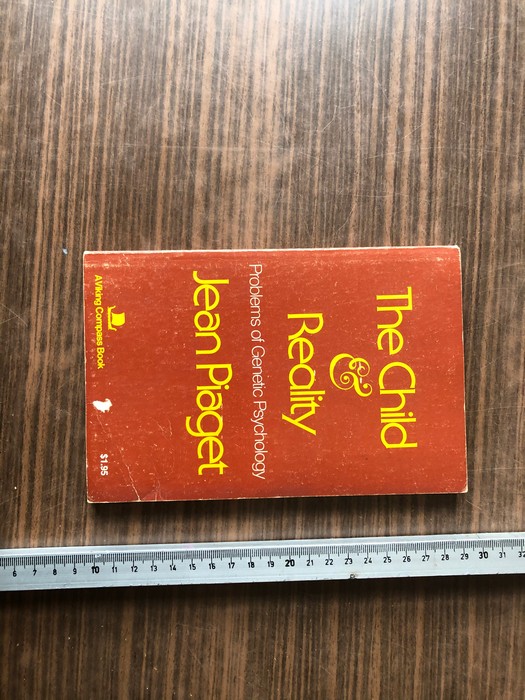 The Child
&
Reality
Problems of Genetic Psychology
Jean Piaget
A Viking Compass Book
$1.95
6 7 8 9 10 11 12 13 14 15 16 17 18 19 20 21 22 23 24 25 26 27 28 29 30 31 32